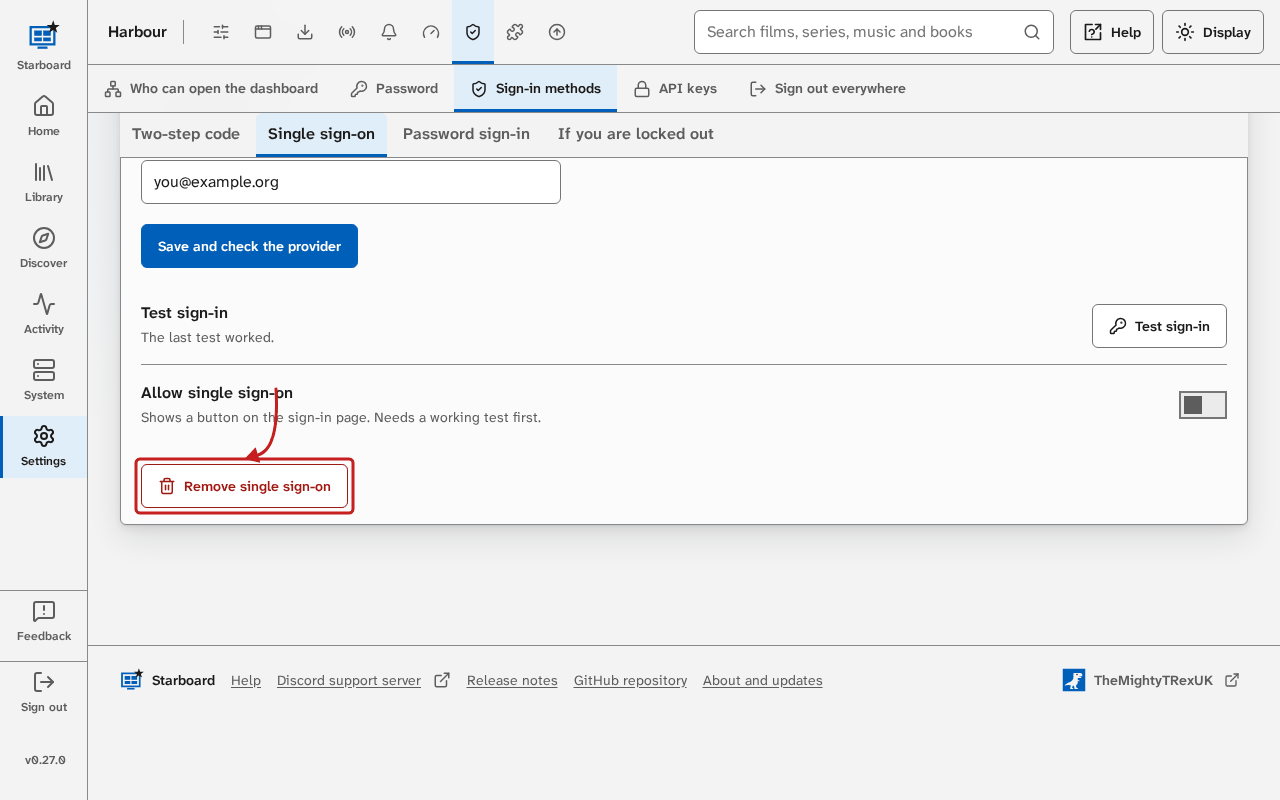 Starboard
Home
Library
Discover
Activity
System
Settings
Feedback
Sign out
v0.27.0
Harbour
Search films, series, music and books
Help
Display
Who can open the dashboard
Password
Sign-in methods
API keys
Sign out everywhere
Two-step code
Single sign-on
Password sign-in
If you are locked out
you@example.org
Save and check the provider
Test sign-in
The last test worked.
Test sign-in
Allow single sign-on
Shows a button on the sign-in page. Needs a working test first.
Remove single sign-on
Starboard
Help
Discord support server
Release notes
GitHub repository
About and updates
TheMightyTRexUK